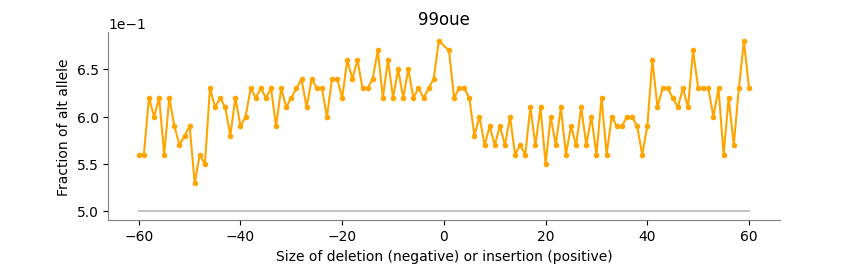 99oue
1e−1
6.5
6.0
5.5
5.0
Fraction of alt allele
−60 −40 −20 0 20 40 60
Size of deletion (negative) or insertion (positive)